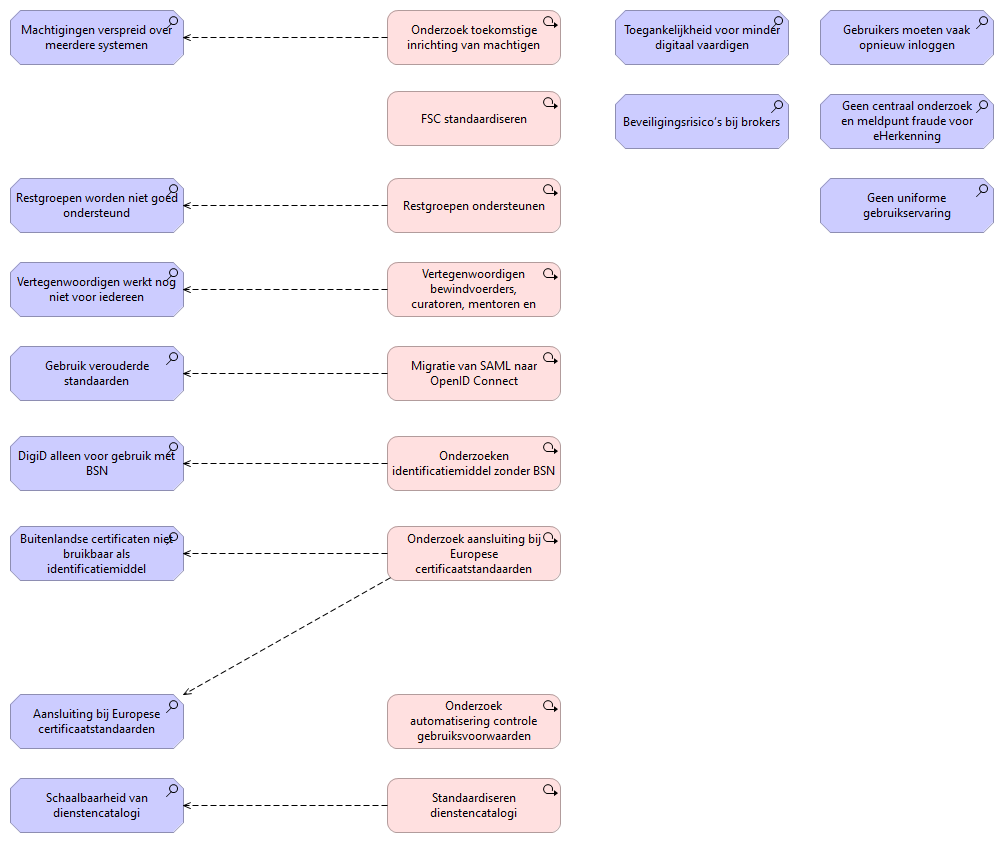 Machtigingen verspreid over
meerdere systemen
Onderzoek toekomstige
inrichting van machtigen
Toegankelijkheid voor minder
digitaal vaardigen
Gebruikers moeten vaak
opnieuw inloggen
FSC standaardiseren
Beveiligingsrisico's bij brokers
Geen centraal onderzoek
en meldpunt fraude voor
eHerkenning
Restgroepen worden niet goed
ondersteund
Restgroepen ondersteunen
Geen uniforme
gebruikservaring
Vertegenwoordigen werkt nog
niet voor iedereen
Vertegenwoordigen
bewindvoerders,
curatoren, mentoren en
Gebruik verouderde
standaarden
Migratie van SAML naar
OpenID Connect
DigiD alleen voor gebruik met
BSN
Onderzoeken
identificatiemiddel zonder BSN
Buitenlandse certificaten niet
bruikbaar als
identificatiemiddel
Onderzoek aansluiting bij
Europese
certificaatstandaarden
Aansluiting bij Europese
certificaatstandaarden
Onderzoek
automatisering controle
gebruiksvoorwaarden
Schaalbaarheid van
dienstencatalogi
Standaardiseren
dienstencatalogi